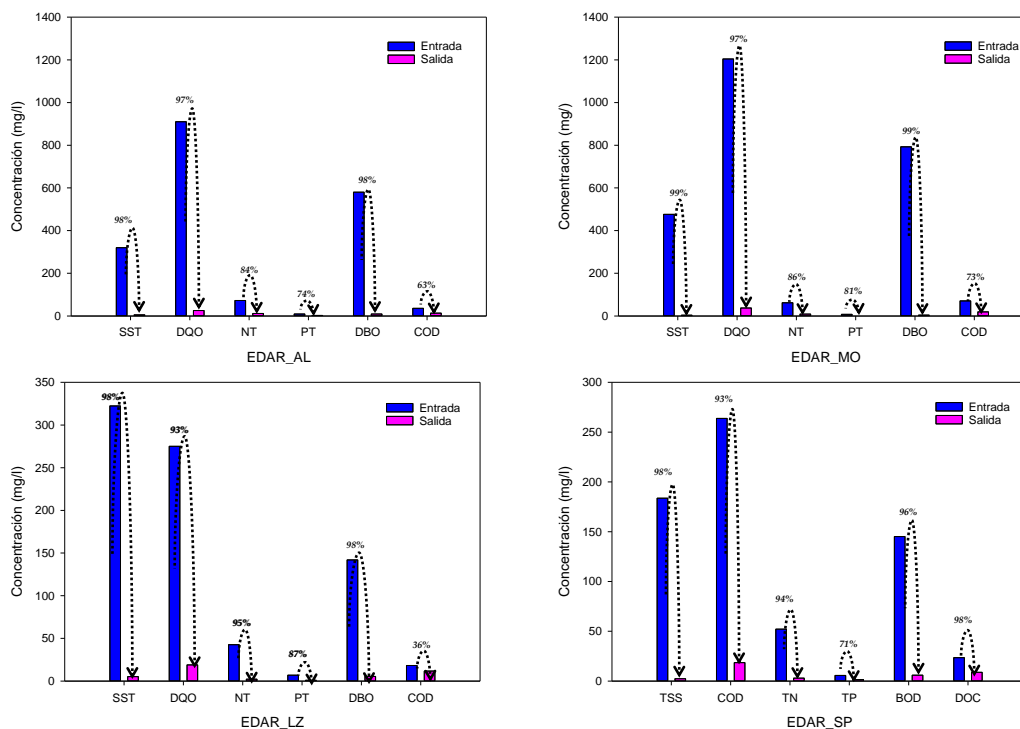 1400
1200
1000
800
600
400
200
0
Concentración (mg/l)
Entrada
Salida
98%
97%
84%
74%
98%
63%
SST DQO NT PT DBO COD
EDAR_AL
1400
1200
1000
800
600
400
200
0
Concentración (mg/l)
Entrada
Salida
99%
97%
86%
81%
99%
73%
SST DQO NT PT DBO COD
EDAR_MO
350
300
250
200
150
100
50
0
Concentración (mg/l)
Entrada
Salida
98%
93%
95%
87%
98%
36%
SST DQO NT PT DBO COD
EDAR_LZ
300
250
200
150
100
50
0
Concentración (mg/l)
Entrada
Salida
98%
93%
94%
71%
96%
98%
TSS COD TN TP BOD DOC
EDAR_SP